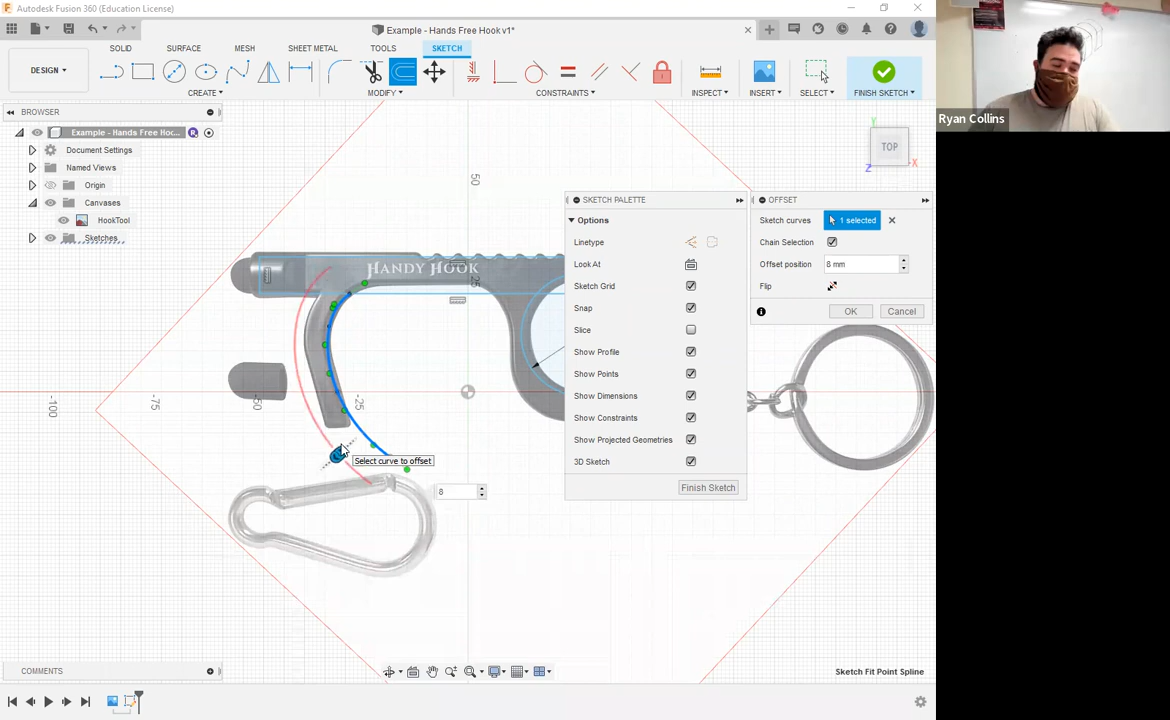 Autodesk Fusion 360 (Education License)
Example - Hands Free Hook v1*
DESIGN
SOLID
SURFACE
MESH
SHEET METAL
TOOLS
SKETCH
CREATE
MODIFY
CONSTRAINTS
INSPECT
INSERT
SELECT
FINISH SKETCH
BROWSER
Example - Hands Free Hoo...
R
Document Settings
Named Views
Origin
Canvases
HookTool
Sketches
HANDY HOOK
50
25
-100
-75
-50
-25
Select curve to offset
8
SKETCH PALETTE
Options
Linetype
Look At
Sketch Grid
Snap
Slice
Show Profile
Show Points
Show Dimensions
Show Constraints
Show Projected Geometries
3D Sketch
Finish Sketch
OFFSET
Sketch curves
1 selected
Chain Selection
Offset position
8 mm
Flip
OK
Cancel
Y
TOP
X
Z
Ryan Collins
COMMENTS
Sketch Fit Point Spline